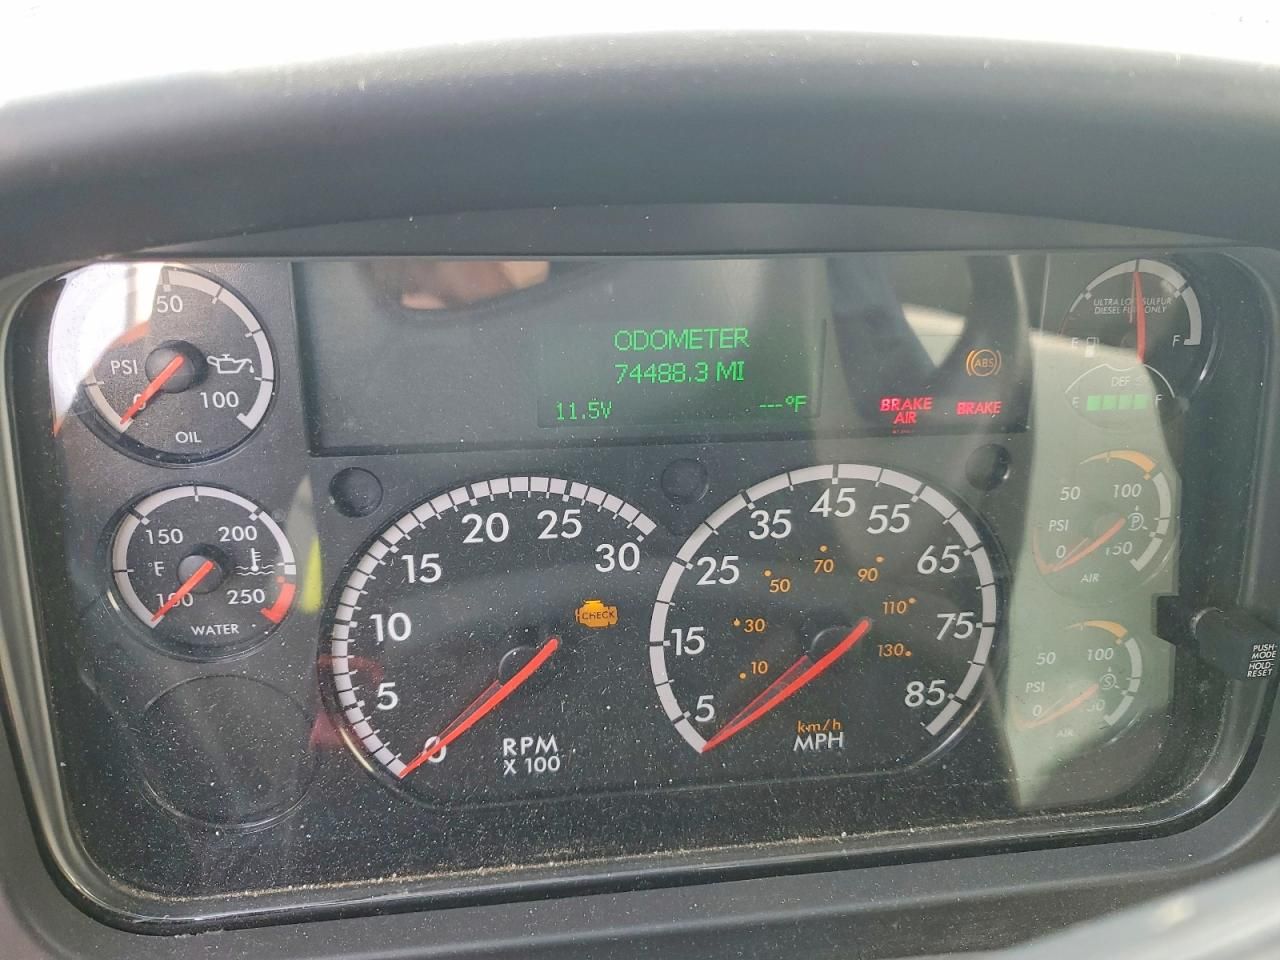 50
PSI
0
100
OIL
ODOMETER
74488.3 MI
11.5V
---°F
ABS
BRAKE
AIR
BRAKE
ULTRA LOW SULFUR
DIESEL FUEL ONLY
E
F
DEF
E
F
150
200
°F
100
250
WATER
0
5
10
15
20
25
30
CHECK
RPM
X 100
5
15
25
35
45
55
65
75
85
10
30
50
70
90
110
130
km/h
MPH
50
100
PSI
P
0
150
AIR
50
100
PSI
S
0
AIR
PUSH-
MODE
HOLD-
RESET